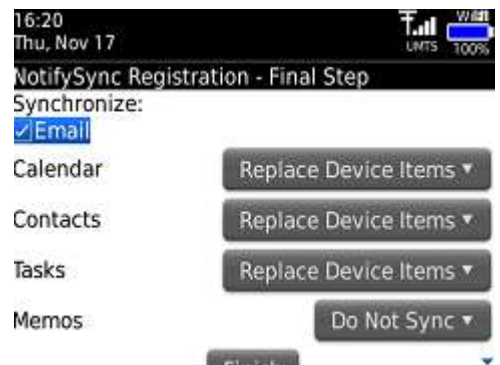 16:20
Thu, Nov 17
UMTS
100%
NotifySync Registration - Final Step
Synchronize:
Email
Calendar Replace Device Items
Contacts Replace Device Items
Tasks Replace Device Items
Memos Do Not Sync